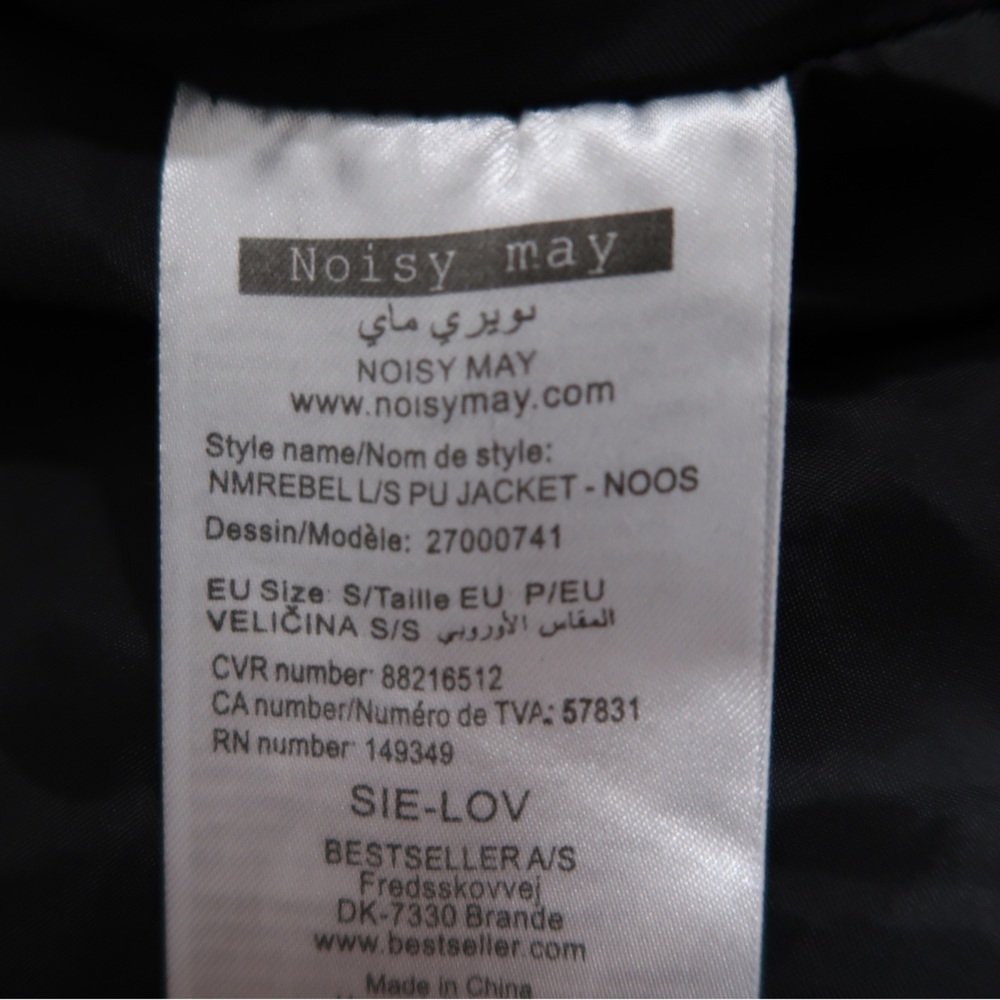 Noisy may
نويزي ماي
NOISY MAY
www.noisymay.com
Style name/Nom de style:
NMREBEL L/S PU JACKET - NOOS
Dessin/Modèle: 27000741
EU Size: S/Taille EU P/EU
VELIČINA S/S المقاس الأوروبي
CVR number: 88216512
CA number/Numéro de TVA: 57831
RN number: 149349
SIE-LOV
BESTSELLER A/S
Fredsskovvej
DK-7330 Brande
www.bestseller.com
Made in China